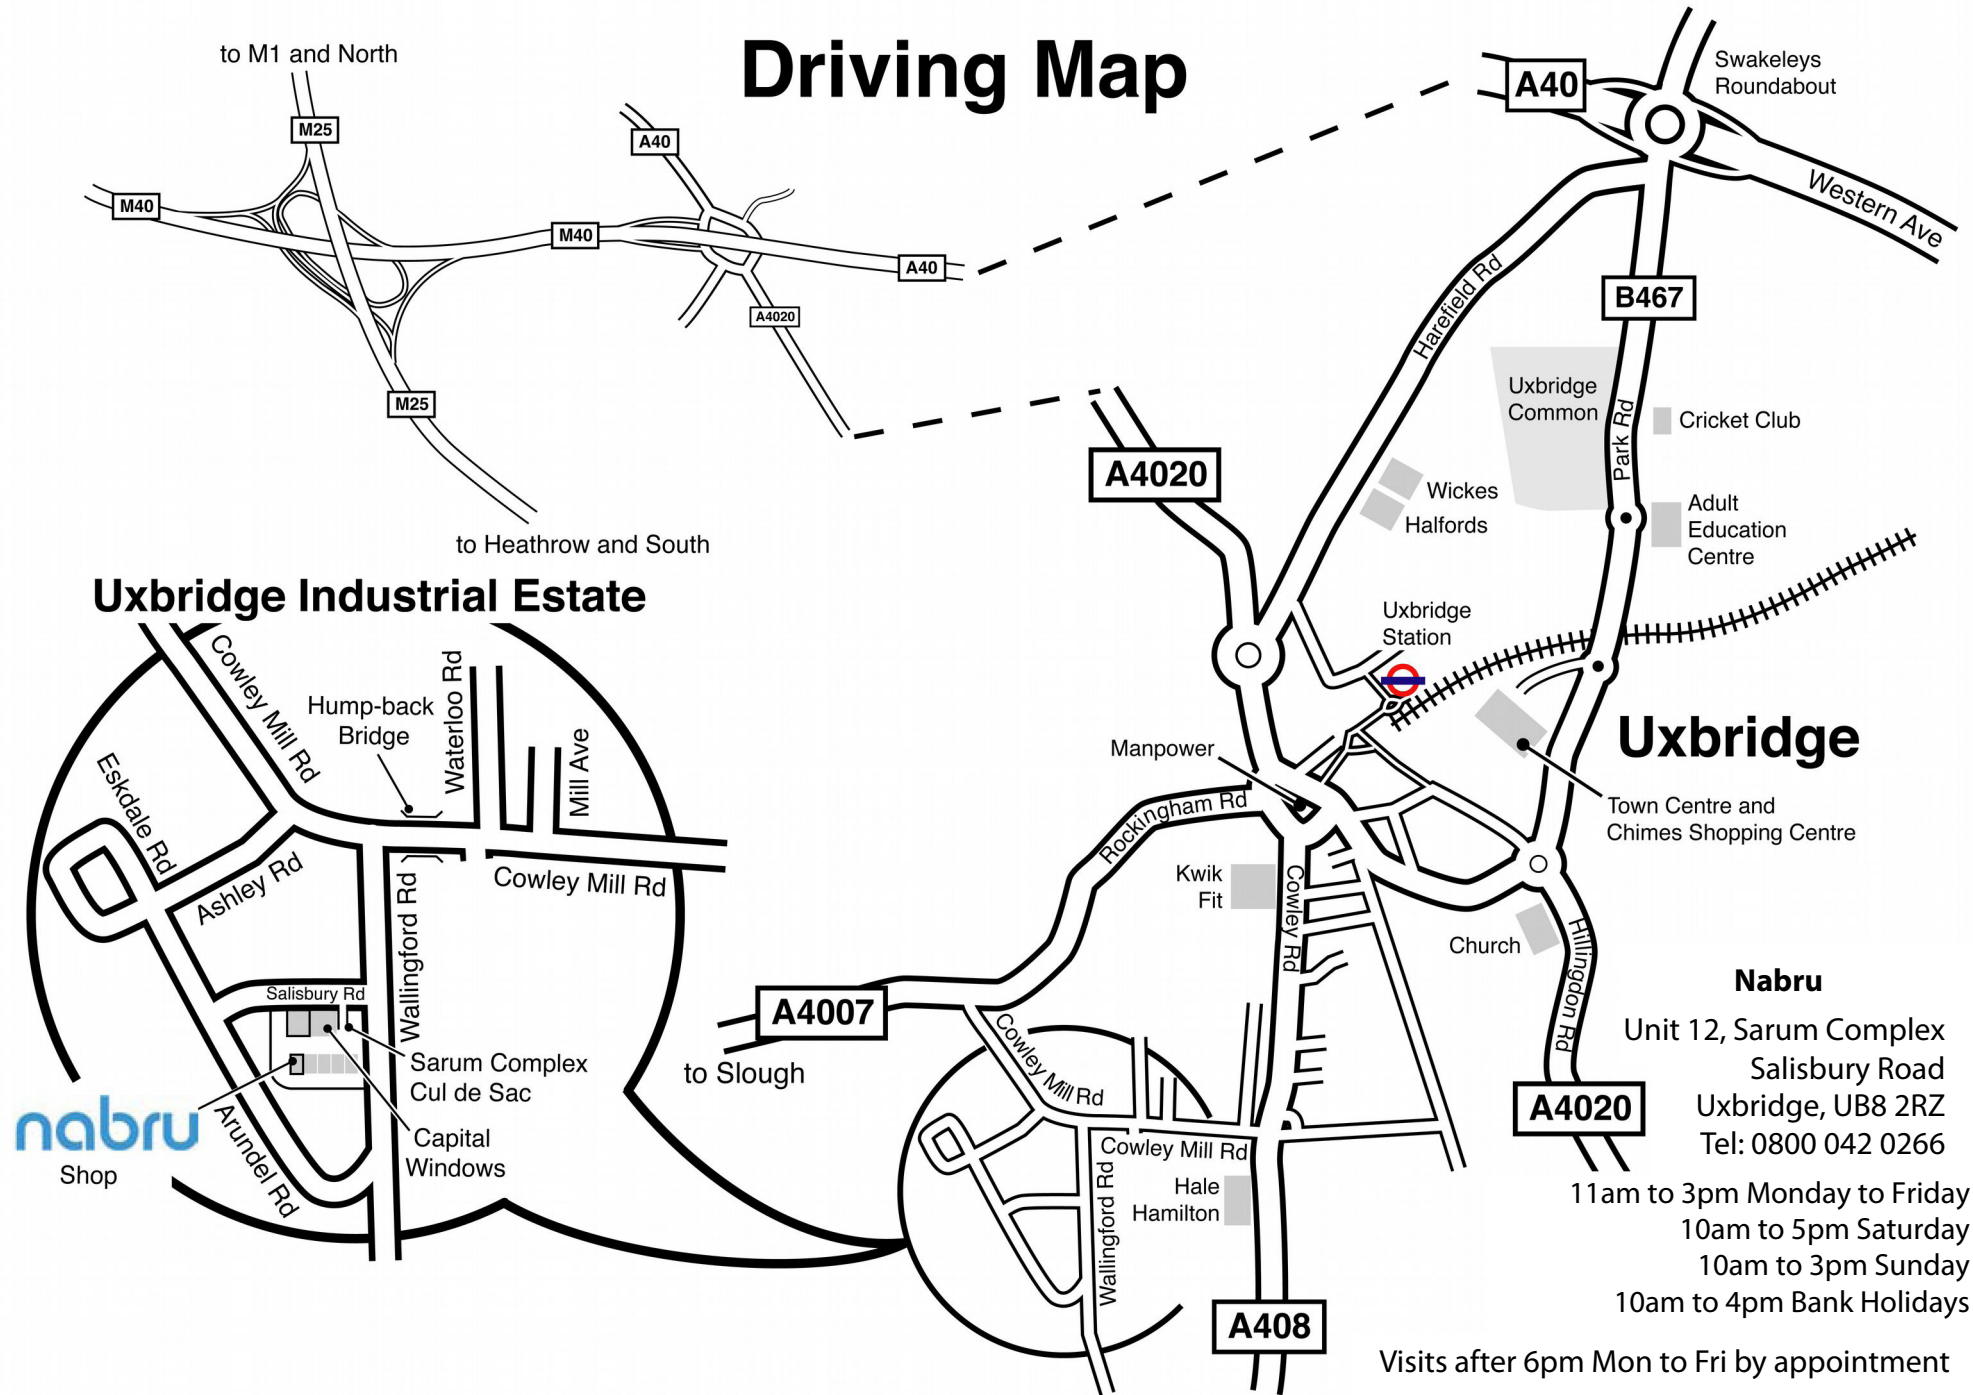 Driving Map
to M1 and North
M25
M40
M40
A40
A40
A4020
M25
to Heathrow and South
A40
Swakeleys
Roundabout
Western Ave
Harefield Rd
B467
Uxbridge
Common
Park Rd
Cricket Club
Adult
Education
Centre
A4020
Wickes
Halfords
Uxbridge
Station
Manpower
Uxbridge
Town Centre and
Chimes Shopping Centre
Rockingham Rd
Kwik
Fit
Cowley Rd
Church
Hillingdon Rd
A4020
A4007
to Slough
Cowley Mill Rd
Cowley Mill Rd
Wallingford Rd
Hale
Hamilton
A408
Uxbridge Industrial Estate
Cowley Mill Rd
Hump-back
Bridge
Waterloo Rd
Mill Ave
Eskdale Rd
Ashley Rd
Cowley Mill Rd
Wallingford Rd
Salisbury Rd
Sarum Complex
Cul de Sac
Capital
Windows
Arundel Rd
nabru
Shop
Nabru
Unit 12, Sarum Complex
Salisbury Road
Uxbridge, UB8 2RZ
Tel: 0800 042 0266
11am to 3pm Monday to Friday
10am to 5pm Saturday
10am to 3pm Sunday
10am to 4pm Bank Holidays
Visits after 6pm Mon to Fri by appointment